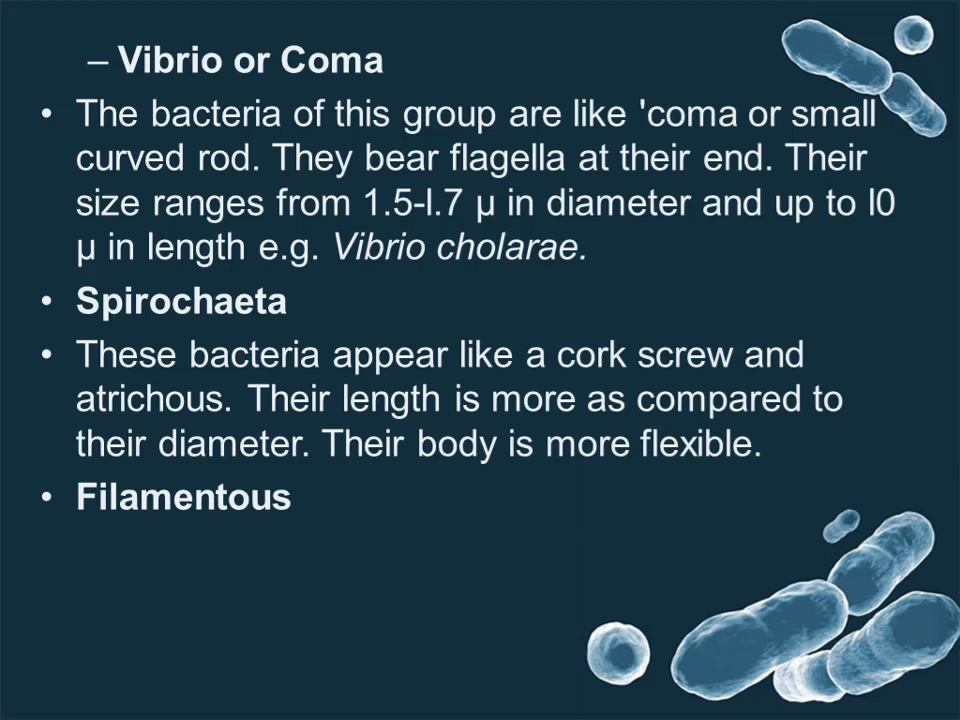 – Vibrio or Coma
• The bacteria of this group are like 'coma or small
curved rod. They bear flagella at their end. Their
size ranges from 1.5-l.7 µ in diameter and up to l0
µ in length e.g. Vibrio cholarae.
• Spirochaeta
• These bacteria appear like a cork screw and
atrichous. Their length is more as compared to
their diameter. Their body is more flexible.
• Filamentous